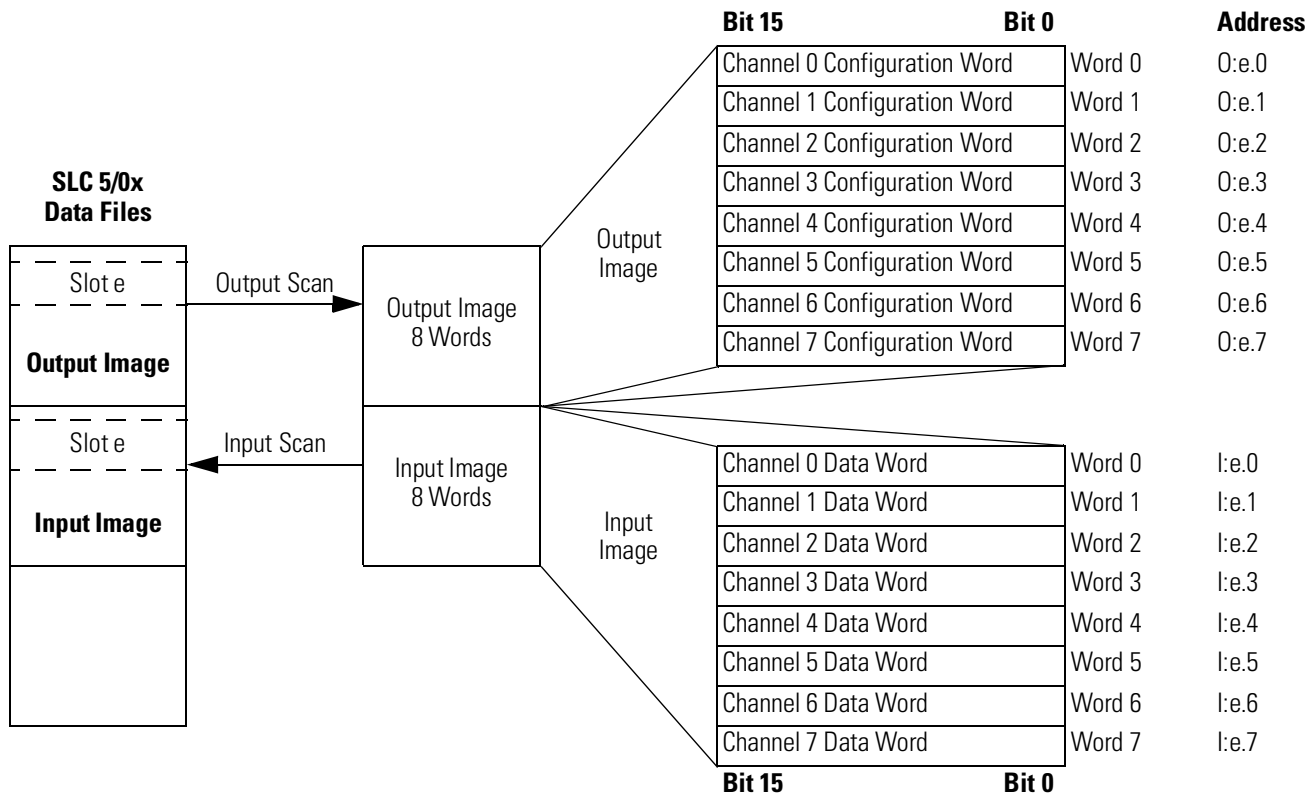 Bit 15 Bit 0 Address
Channel 0 Configuration Word Word 0 O:e.0
Channel 1 Configuration Word Word 1 O:e.1
Channel 2 Configuration Word Word 2 O:e.2
Channel 3 Configuration Word Word 3 O:e.3
Channel 4 Configuration Word Word 4 O:e.4
Channel 5 Configuration Word Word 5 O:e.5
Channel 6 Configuration Word Word 6 O:e.6
Channel 7 Configuration Word Word 7 O:e.7
SLC 5/0x
Data Files
Slot e
Output Image
Slot e
Input Image
Output Scan
Input Scan
Output Image
8 Words
Input Image
8 Words
Output
Image
Input
Image
Channel 0 Data Word Word 0 I:e.0
Channel 1 Data Word Word 1 I:e.1
Channel 2 Data Word Word 2 I:e.2
Channel 3 Data Word Word 3 I:e.3
Channel 4 Data Word Word 4 I:e.4
Channel 5 Data Word Word 5 I:e.5
Channel 6 Data Word Word 6 I:e.6
Channel 7 Data Word Word 7 I:e.7
Bit 15 Bit 0